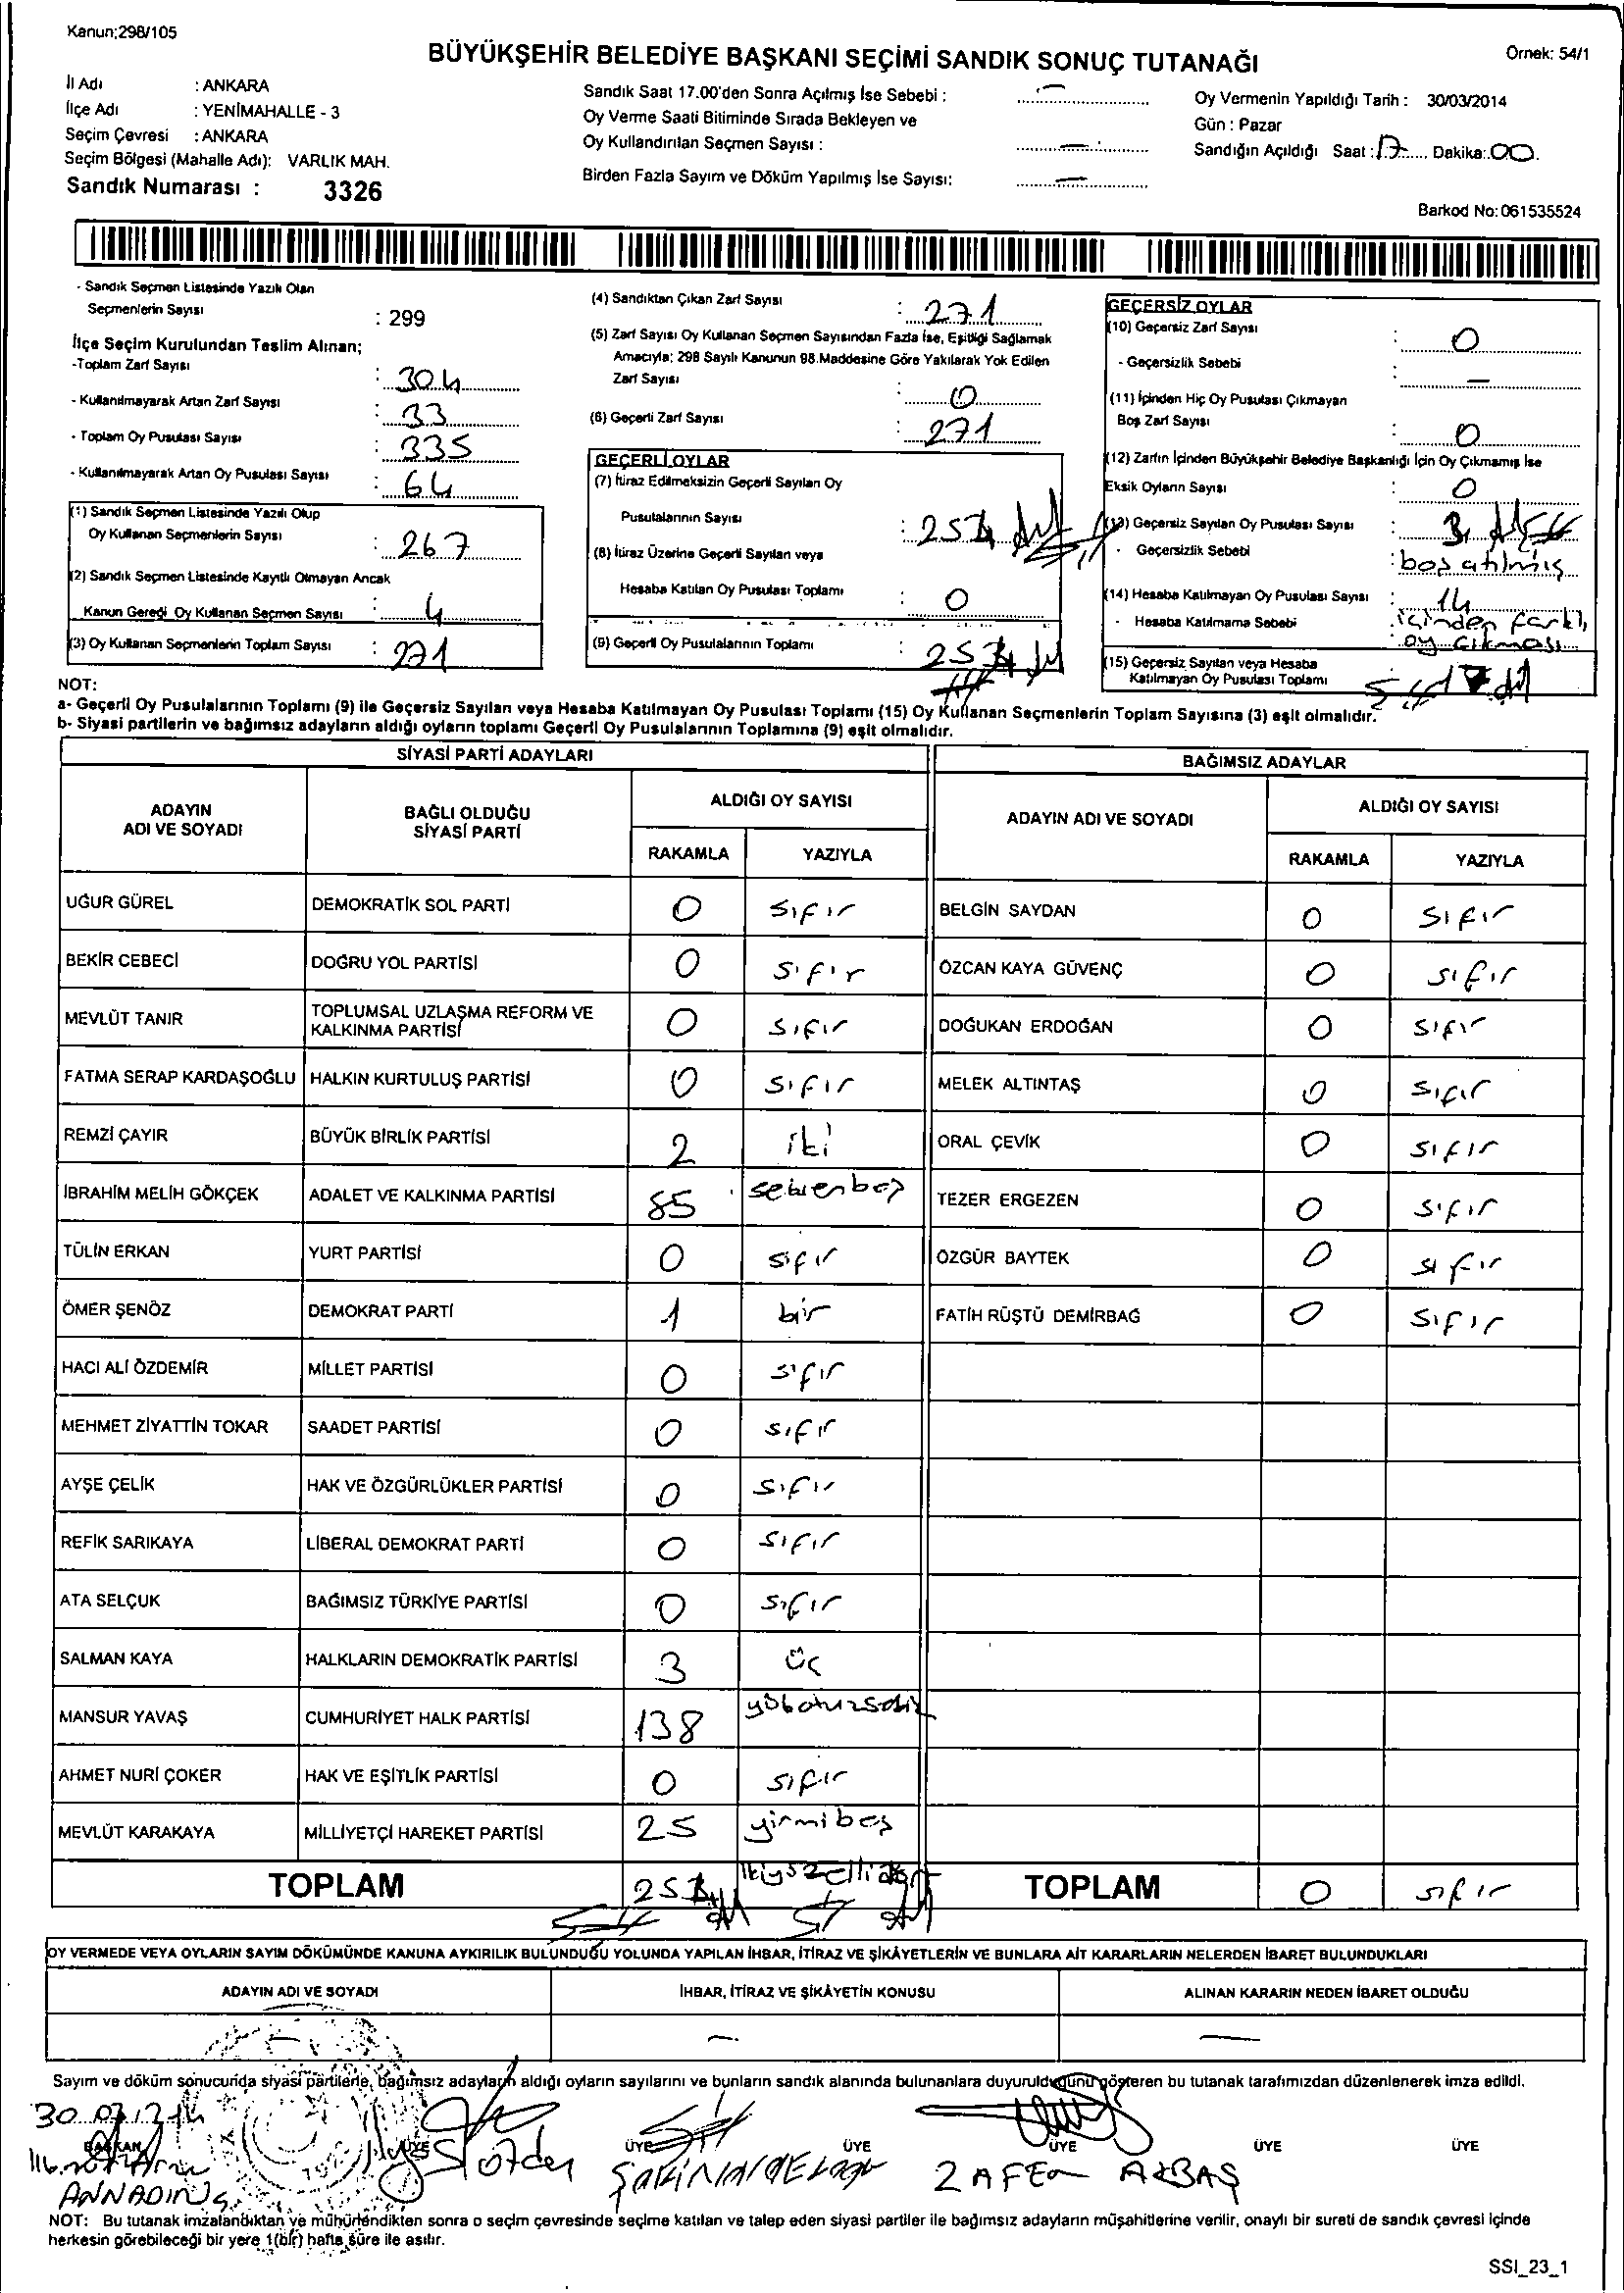 Kanun;298/105
BÜYÜKŞEHİR BELEDİYE BAŞKANI SEÇİMİ SANDIK SONUÇ TUTANAĞI
Örnek: 54/1
İl Adı : ANKARA
İlçe Adı : YENİMAHALLE - 3
Seçim Çevresi : ANKARA
Seçim Bölgesi (Mahalle Adı): VARLIK MAH.
Sandık Numarası : 3326
Sandık Saat 17.00'den Sonra Açılmış İse Sebebi : —
Oy Verme Saati Bitiminde Sırada Bekleyen ve
Oy Kullandırılan Seçmen Sayısı : —
Birden Fazla Sayım ve Döküm Yapılmış İse Sayısı: —
Oy Vermenin Yapıldığı Tarih : 30/03/2014
Gün : Pazar
Sandığın Açıldığı Saat : 17 Dakika: 00
Barkod No: 061535524
- Sandık Seçmen Listesinde Yazılı Olan
Seçmenlerin Sayısı : 299
İlçe Seçim Kurulundan Teslim Alınan;
-Toplam Zarf Sayısı : 304
- Kullanılmayarak Artan Zarf Sayısı : 33
- Toplam Oy Pusulası Sayısı : 335
- Kullanılmayarak Artan Oy Pusulası Sayısı : 64
(1) Sandık Seçmen Listesinde Yazılı Olup
Oy Kullanan Seçmenlerin Sayısı : 267
(2) Sandık Seçmen Listesinde Kayıtlı Olmayan Ancak
Kanun Gereği Oy Kullanan Seçmen Sayısı : 4
(3) Oy Kullanan Seçmenlerin Toplam Sayısı : 271
(4) Sandıktan Çıkan Zarf Sayısı : 271
(5) Zarf Sayısı Oy Kullanan Seçmen Sayısından Fazla İse, Eşitliği Sağlamak
Amacıyla; 298 Sayılı Kanunun 98.Maddesine Göre Yakılarak Yok Edilen
Zarf Sayısı : 0
(6) Geçerli Zarf Sayısı : 271
GEÇERLİ OYLAR
(7) İtiraz Edilmeksizin Geçerli Sayılan Oy
Pusulalarının Sayısı : 254
(8) İtiraz Üzerine Geçerli Sayılan veya
Hesaba Katılan Oy Pusulası Toplamı : 0
(9) Geçerli Oy Pusulalarının Toplamı : 254
GEÇERSİZ OYLAR
(10) Geçersiz Zarf Sayısı : 0
- Geçersizlik Sebebi : —
(11) İçinden Hiç Oy Pusulası Çıkmayan
Boş Zarf Sayısı : 0
(12) Zarfın İçinden Büyükşehir Belediye Başkanlığı İçin Oy Çıkmamış İse
Eksik Oyların Sayısı : 0
(13) Geçersiz Sayılan Oy Pusulası Sayısı : 3
- Geçersizlik Sebebi : boş atılmış
(14) Hesaba Katılmayan Oy Pusulası Sayısı : 14
- Hesaba Katılmama Sebebi : içinden farklı
oy çıkması
(15) Geçersiz Sayılan veya Hesaba
Katılmayan Oy Pusulası Toplamı : 17
NOT:
a- Geçerli Oy Pusulalarının Toplamı (9) ile Geçersiz Sayılan veya Hesaba Katılmayan Oy Pusulası Toplamı (15) Oy Kullanan Seçmenlerin Toplam Sayısına (3) eşit olmalıdır.
b- Siyasi partilerin ve bağımsız adayların aldığı oyların toplamı Geçerli Oy Pusulalarının Toplamına (9) eşit olmalıdır.
SİYASİ PARTİ ADAYLARI BAĞIMSIZ ADAYLAR
ADAYIN ADI VE SOYADI BAĞLI OLDUĞU SİYASİ PARTİ ALDIĞI OY SAYISI ADAYIN ADI VE SOYADI ALDIĞI OY SAYISI
RAKAMLA YAZIYLA RAKAMLA YAZIYLA
UĞUR GÜREL DEMOKRATİK SOL PARTİ 0 sıfır BELGİN SAYDAN 0 sıfır
BEKİR CEBECİ DOĞRU YOL PARTİSİ 0 sıfır ÖZCAN KAYA GÜVENÇ 0 sıfır
MEVLÜT TANIR TOPLUMSAL UZLAŞMA REFORM VE KALKINMA PARTİSİ 0 sıfır DOĞUKAN ERDOĞAN 0 sıfır
FATMA SERAP KARDAŞOĞLU HALKIN KURTULUŞ PARTİSİ 0 sıfır MELEK ALTINTAŞ 0 sıfır
REMZİ ÇAYIR BÜYÜK BİRLİK PARTİSİ 2 iki ORAL ÇEVİK 0 sıfır
İBRAHİM MELİH GÖKÇEK ADALET VE KALKINMA PARTİSİ 85 seksenbeş TEZER ERGEZEN 0 sıfır
TÜLİN ERKAN YURT PARTİSİ 0 sıfır ÖZGÜR BAYTEK 0 sıfır
ÖMER ŞENÖZ DEMOKRAT PARTİ 1 bir FATİH RÜŞTÜ DEMİRBAĞ 0 sıfır
HACI ALİ ÖZDEMİR MİLLET PARTİSİ 0 sıfır
MEHMET ZİYATTİN TOKAR SAADET PARTİSİ 0 sıfır
AYŞE ÇELİK HAK VE ÖZGÜRLÜKLER PARTİSİ 0 sıfır
REFİK SARIKAYA LİBERAL DEMOKRAT PARTİ 0 sıfır
ATA SELÇUK BAĞIMSIZ TÜRKİYE PARTİSİ 0 sıfır
SALMAN KAYA HALKLARIN DEMOKRATİK PARTİSİ 3 üç
MANSUR YAVAŞ CUMHURİYET HALK PARTİSİ 138 yüzotuzsekiz
AHMET NURİ ÇOKER HAK VE EŞİTLİK PARTİSİ 0 sıfır
MEVLÜT KARAKAYA MİLLİYETÇİ HAREKET PARTİSİ 25 yirmibeş
TOPLAM 254 TOPLAM 0 sıfır
OY VERMEDE VEYA OYLARIN SAYIM DÖKÜMÜNDE KANUNA AYKIRILIK BULUNDUĞU YOLUNDA YAPILAN İHBAR, İTİRAZ VE ŞİKÂYETLERİN VE BUNLARA AİT KARARLARIN NELERDEN İBARET BULUNDUKLARI
ADAYIN ADI VE SOYADI İHBAR, İTİRAZ VE ŞİKÂYETİN KONUSU ALINAN KARARIN NEDEN İBARET OLDUĞU
— — —
Sayım ve döküm sonucunda siyasi partilerle, bağımsız adayların aldığı oyların sayılarını ve bunların sandık alanında bulunanlara duyurulduğunu gösteren bu tutanak tarafımızdan düzenlenerek imza edildi.
BAŞKAN ÜYE ÜYE ÜYE ÜYE ÜYE ÜYE
ZAFER AKBAŞ
NOT: Bu tutanak imzalandıktan ve mühürlendikten sonra o seçim çevresinde seçime katılan ve talep eden siyasi partiler ile bağımsız adayların müşahitlerine verilir, onaylı bir sureti de sandık çevresi içinde
herkesin görebileceği bir yere 1(bir) hafta süre ile asılır.
SSI_23_1